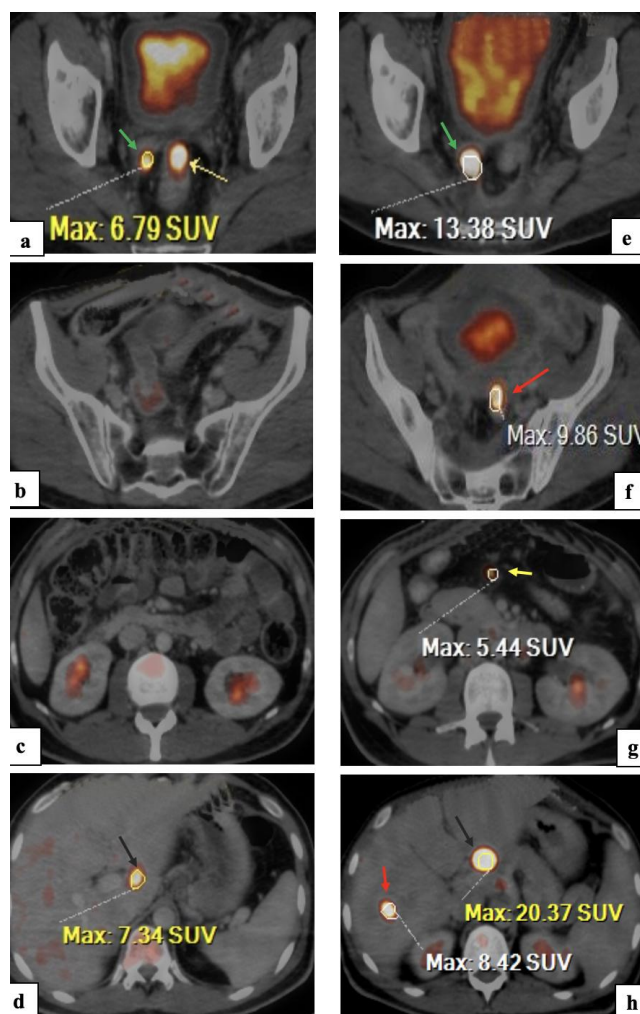 Max: 6.79 SUV
a
Max: 13.38 SUV
e
b
Max: 9.86 SUV
f
c
Max: 5.44 SUV
g
Max: 7.34 SUV
d
Max: 20.37 SUV
Max: 8.42 SUV
h